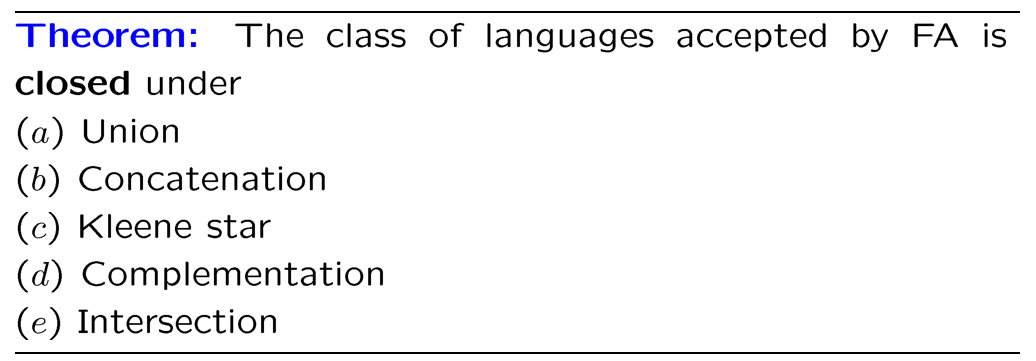 Theorem: The class of languages accepted by FA is
closed under
(a) Union
(b) Concatenation
(c) Kleene star
(d) Complementation
(e) Intersection